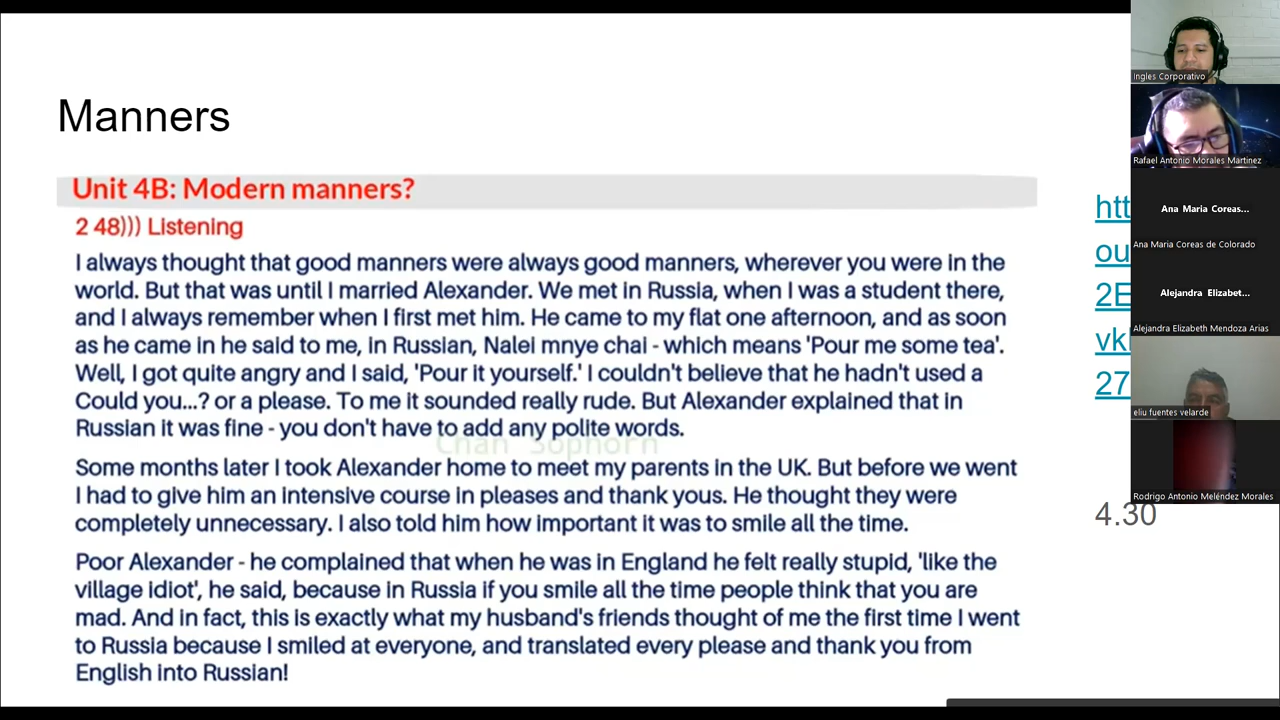 Manners
Unit 4B: Modern manners?
2 48))) Listening
I always thought that good manners were always good manners, wherever you were in the
world. But that was until I married Alexander. We met in Russia, when I was a student there,
and I always remember when I first met him. He came to my flat one afternoon, and as soon
as he came in he said to me, in Russian, Nalei mnye chai - which means 'Pour me some tea'.
Well, I got quite angry and I said, 'Pour it yourself.' I couldn't believe that he hadn't used a
Could you...? or a please. To me it sounded really rude. But Alexander explained that in
Russian it was fine - you don't have to add any polite words.
Chan Sophorn
Some months later I took Alexander home to meet my parents in the UK. But before we went
I had to give him an intensive course in pleases and thank yous. He thought they were
completely unnecessary. I also told him how important it was to smile all the time.
Poor Alexander - he complained that when he was in England he felt really stupid, 'like the
village idiot', he said, because in Russia if you smile all the time people think that you are
mad. And in fact, this is exactly what my husband's friends thought of me the first time I went
to Russia because I smiled at everyone, and translated every please and thank you from
English into Russian!
htt
ou
2E
vk
27
4.30
Ingles Corporativo
Rafael Antonio Morales Martinez
Ana Maria Coreas...
Ana Maria Coreas de Colorado
Alejandra Elizabet...
Alejandra Elizabeth Mendoza Arias
eliu fuentes velarde
Rodrigo Antonio Meléndez Morales